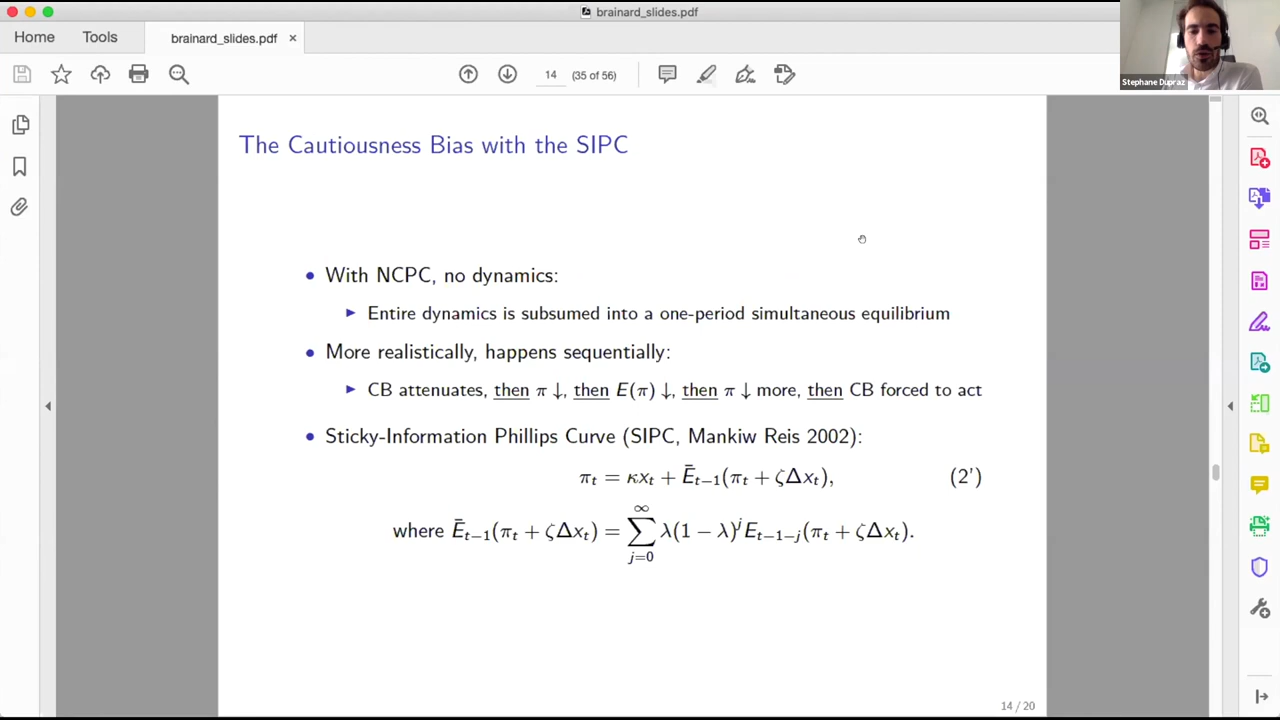 brainard_slides.pdf
Home
Tools
brainard_slides.pdf
×
14
(35 of 56)
Stephane Dupraz
The Cautiousness Bias with the SIPC
• With NCPC, no dynamics:
▶ Entire dynamics is subsumed into a one-period simultaneous equilibrium
• More realistically, happens sequentially:
▶ CB attenuates, then π ↓, then E(π) ↓, then π ↓ more, then CB forced to act
• Sticky-Information Phillips Curve (SIPC, Mankiw Reis 2002):
πₜ = κxₜ + Ēₜ₋₁(πₜ + ζΔxₜ), (2')
where Ēₜ₋₁(πₜ + ζΔxₜ) = ∑_{j=0}^{∞} λ(1 − λ)ʲEₜ₋₁₋ⱼ(πₜ + ζΔxₜ).
14 / 20